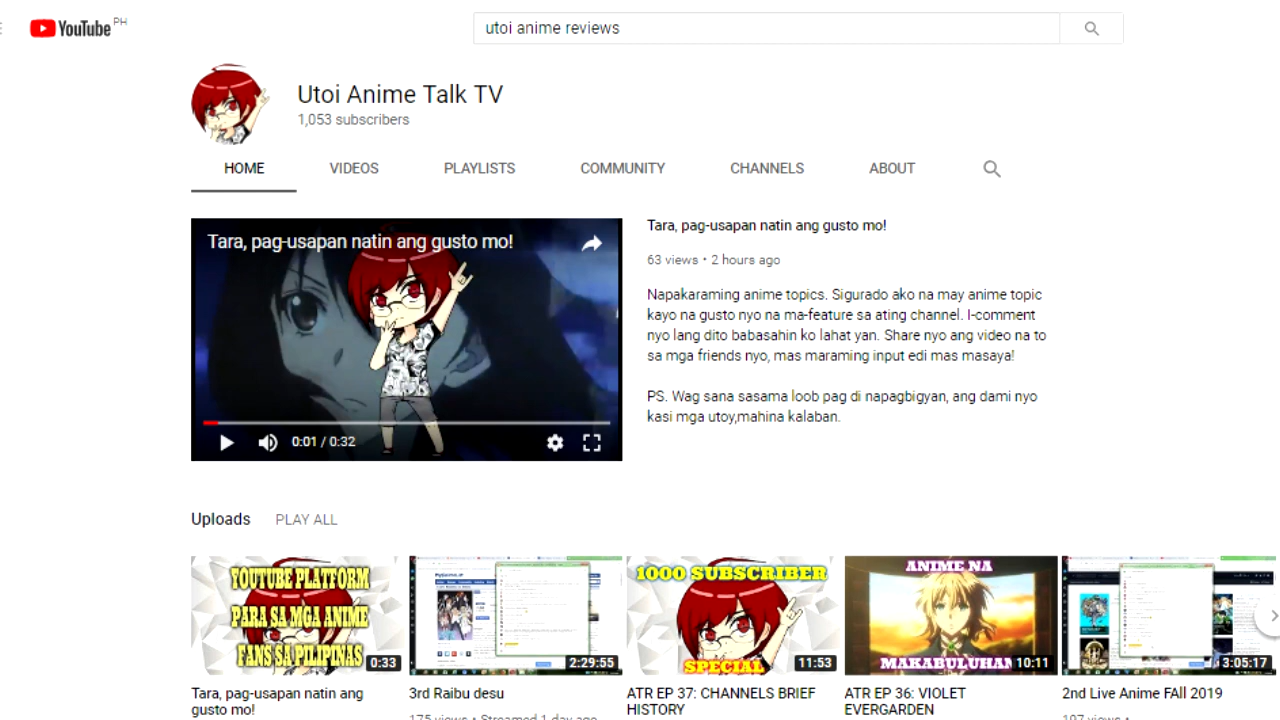 YouTube PH
utoi anime reviews
Utoi Anime Talk TV
1,053 subscribers
HOME VIDEOS PLAYLISTS COMMUNITY CHANNELS ABOUT
Tara, pag-usapan natin ang gusto mo!
0:01 / 0:32
Tara, pag-usapan natin ang gusto mo!
63 views • 2 hours ago
Napakaraming anime topics. Sigurado ako na may anime topic
kayo na gusto nyo na ma-feature sa ating channel. I-comment
nyo lang dito babasahin ko lahat yan. Share nyo ang video na to
sa mga friends nyo, mas maraming input edi mas masaya!
PS. Wag sana sasama loob pag di napagbigyan, ang dami nyo
kasi mga utoy,mahina kalaban.
Uploads PLAY ALL
YOUTUBE PLATFORM
PARA SA MGA ANIME
FANS SA PILIPINAS
0:33
Tara, pag-usapan natin ang
gusto mo!
2:29:55
3rd Raibu desu
175 views • Streamed 1 day ago
1000 SUBSCRIBER
SPECIAL
11:53
ATR EP 37: CHANNELS BRIEF
HISTORY
ANIME NA
MAKABULUHAN
10:11
ATR EP 36: VIOLET
EVERGARDEN
3:05:17
2nd Live Anime FAll 2019
197 views •